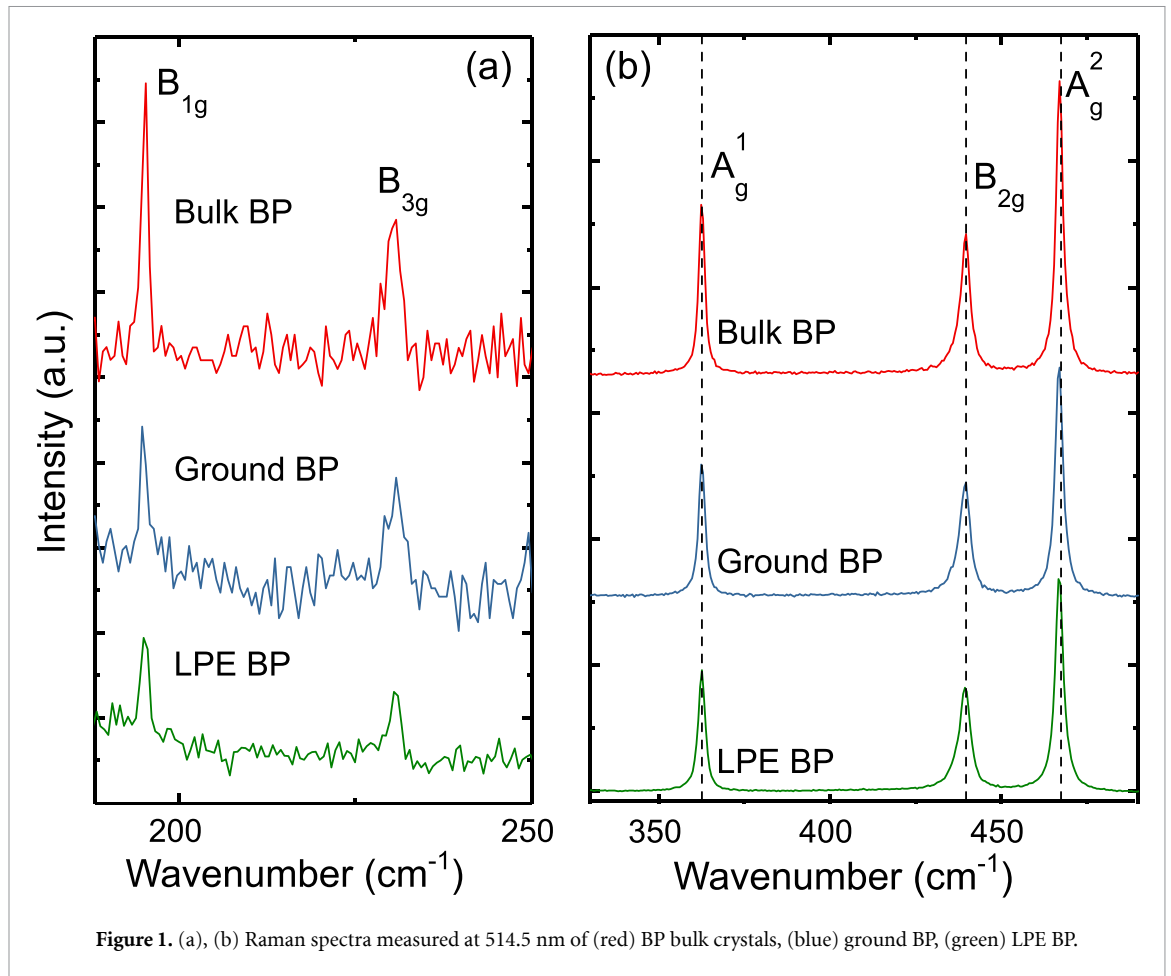 (a)
B1g
B3g
Bulk BP
Ground BP
LPE BP
Intensity (a.u.)
200
250
Wavenumber (cm-1)
(b)
Ag1
B2g
Ag2
Bulk BP
Ground BP
LPE BP
350
400
450
Wavenumber (cm-1)
Figure 1. (a), (b) Raman spectra measured at 514.5 nm of (red) BP bulk crystals, (blue) ground BP, (green) LPE BP.